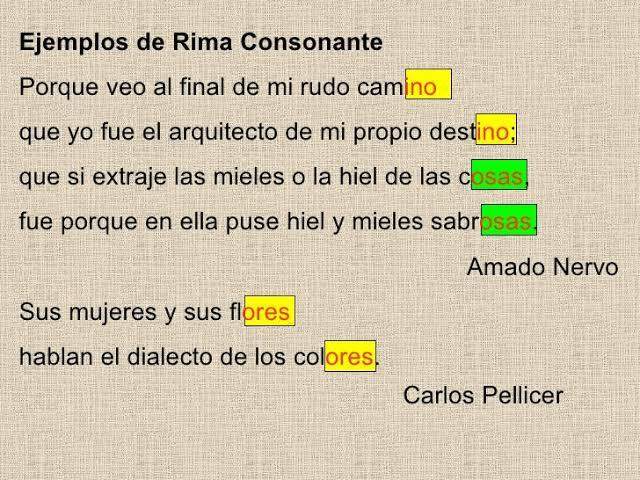 Ejemplos de Rima Consonante
Porque veo al final de mi rudo camino
que yo fue el arquitecto de mi propio destino;
que si extraje las mieles o la hiel de las cosas,
fue porque en ella puse hiel y mieles sabrosas.
Amado Nervo
Sus mujeres y sus flores
hablan el dialecto de los colores.
Carlos Pellicer